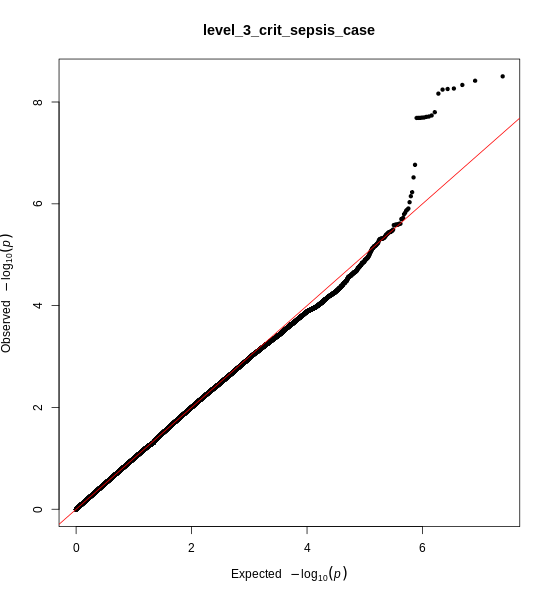 level_3_crit_sepsis_case
8
6
4
2
0
Observed −log10(p)
0 2 4 6
Expected −log10(p)